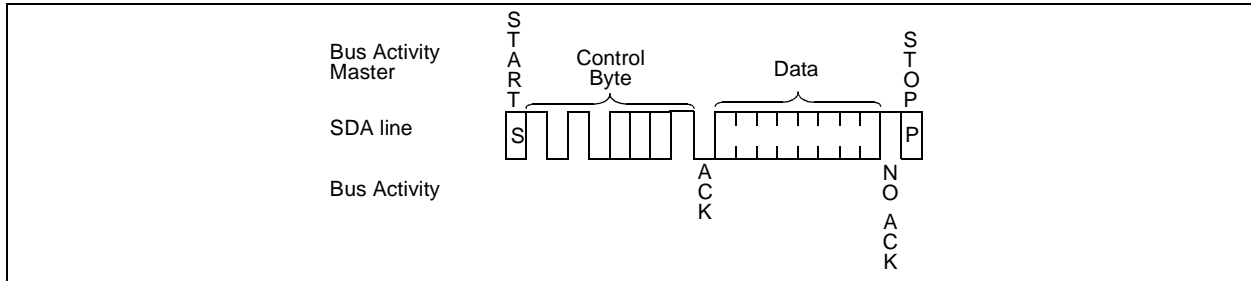 START
Bus Activity
Master
Control
Byte
Data
STOP
SDA line
S
P
Bus Activity
ACK
NO ACK